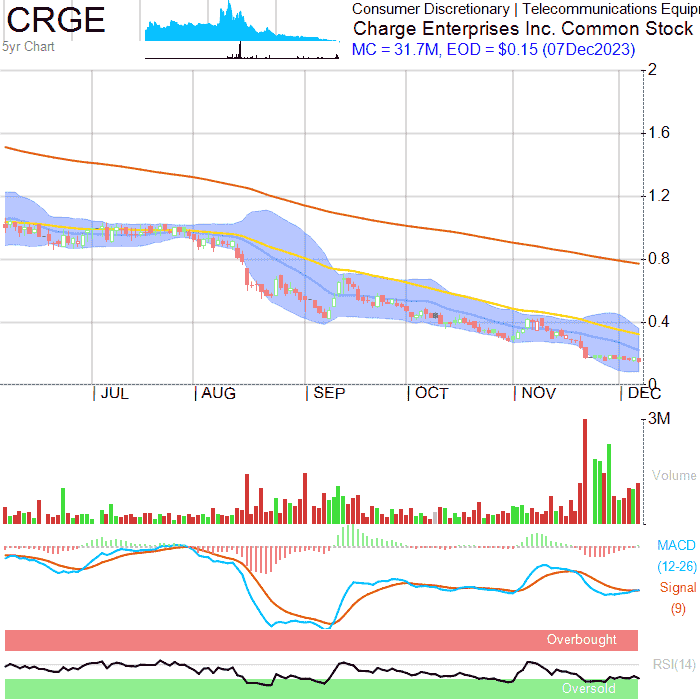 CRGE
5yr Chart
Consumer Discretionary | Telecommunications Equip
Charge Enterprises Inc. Common Stock
MC = 31.7M, EOD = $0.15 (07Dec2023)
2
1.6
1.2
0.8
0.4
0
JUL AUG SEP OCT NOV DEC
3M
Volume
MACD
(12-26)
Signal
(9)
Overbought
RSI(14)
Oversold